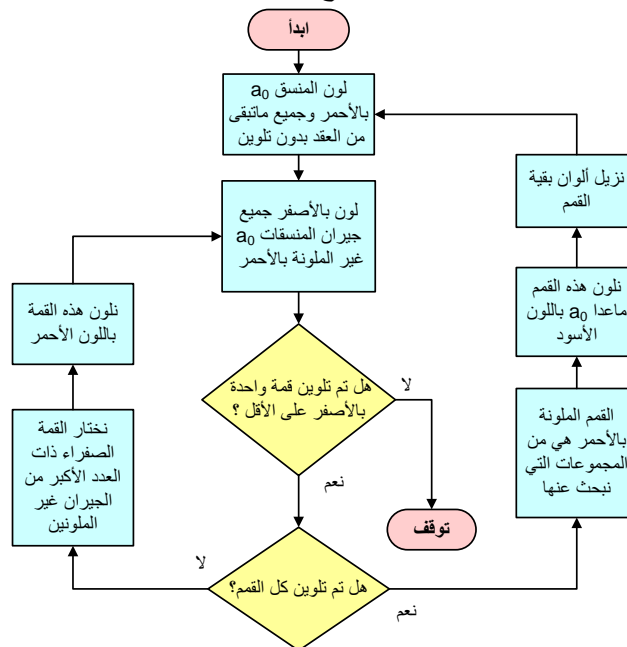 ابدأ
لون المنسق a0
بالأحمر وجميع ماتبقى
من العقد بدون تلوين
لون بالأصفر جميع
جيران المنسقات a0
غير الملونة بالأحمر
هل تم تلوين قمة واحدة
بالأصفر على الأقل ؟
لا
توقف
نعم
هل تم تلوين كل القمم؟
لا
نختار القمة
الصفراء ذات
العدد الأكبر من
الجيران غير
الملونين
نلون هذه القمة
باللون الأحمر
نعم
القمم الملونة
بالأحمر هي من
المجموعات التي
نبحث عنها
نلون هذه القمم
ماعدا a0 باللون
الأسود
نزيل ألوان بقية
القمم